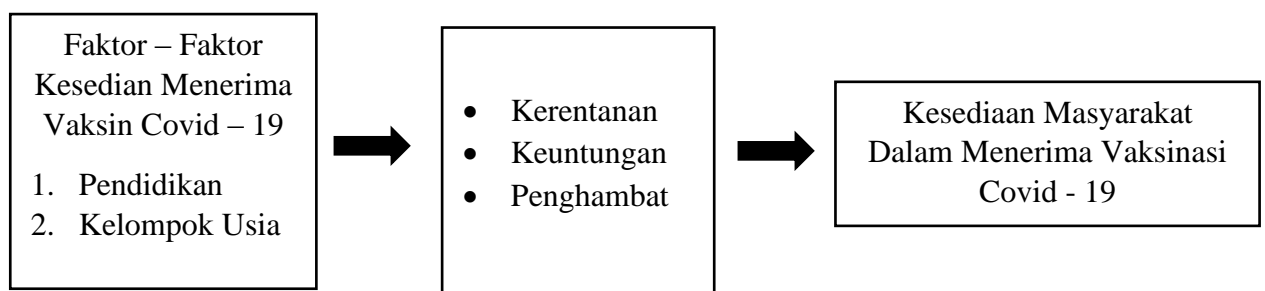 Faktor – Faktor
Kesedian Menerima
Vaksin Covid – 19
1. Pendidikan
2. Kelompok Usia
• Kerentanan
• Keuntungan
• Penghambat
Kesediaan Masyarakat
Dalam Menerima Vaksinasi
Covid - 19